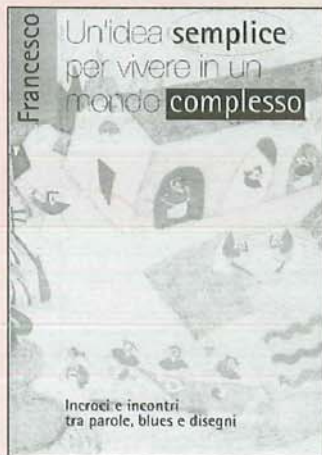 Francesco
Un'idea semplice
per vivere in un
mondo complesso
Incroci e incontri
tra parole, blues e disegni